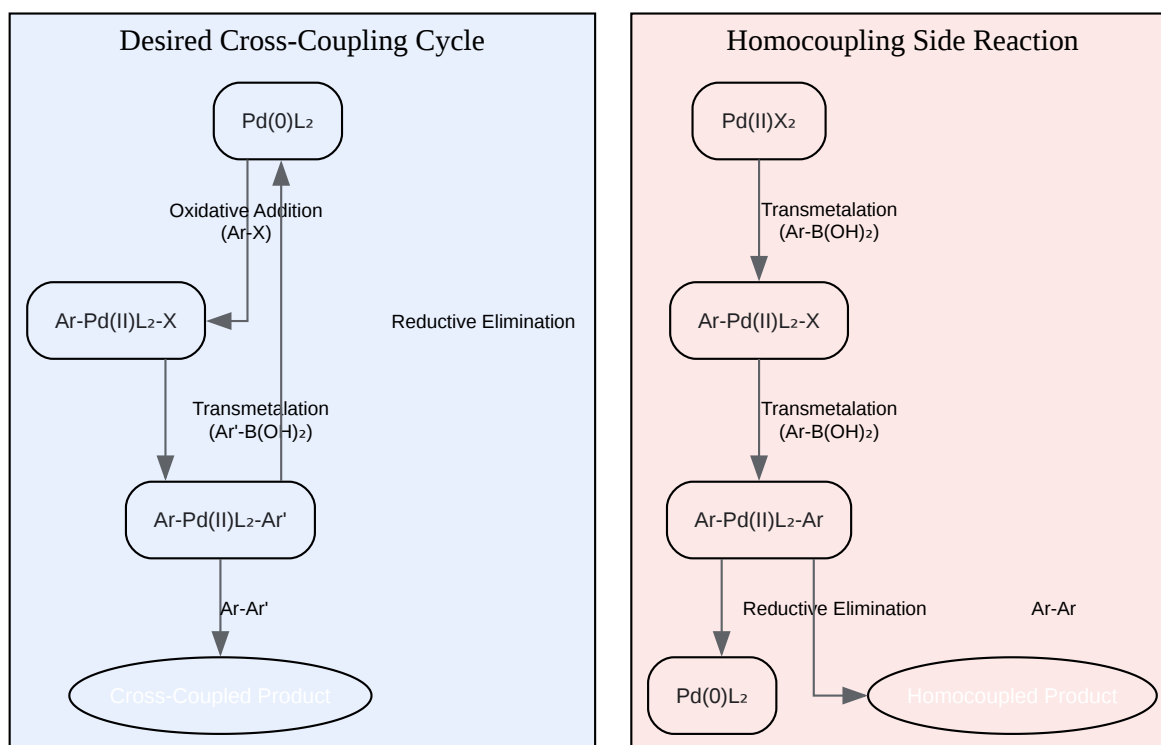 Desired Cross-Coupling Cycle
Pd(0)L₂
Oxidative Addition
(Ar-X)
Ar-Pd(II)L₂-X
Reductive Elimination
Transmetalation
(Ar'-B(OH)₂)
Ar-Pd(II)L₂-Ar'
Ar-Ar'
Cross-Coupled Product
Homocoupling Side Reaction
Pd(II)X₂
Transmetalation
(Ar-B(OH)₂)
Ar-Pd(II)L₂-X
Transmetalation
(Ar-B(OH)₂)
Ar-Pd(II)L₂-Ar
Reductive Elimination
Ar-Ar
Pd(0)L₂
Homocoupled Product